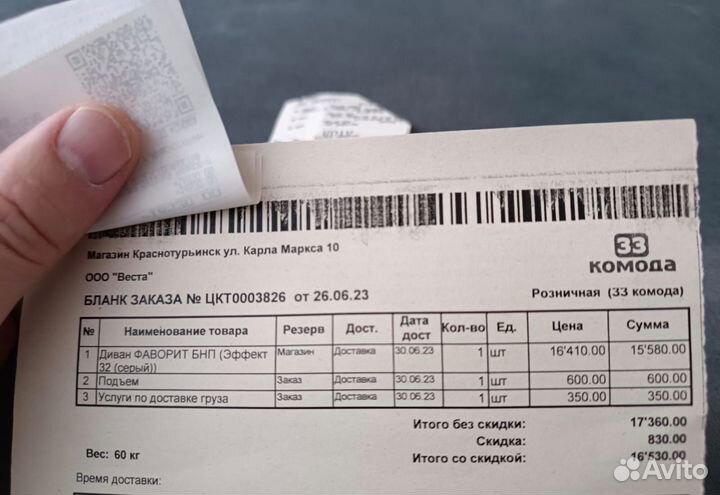 Магазин Краснотурьинск ул. Карла Маркса 10
33
комода
ООО "Веста"
БЛАНК ЗАКАЗА № ЦКТ0003826 от 26.06.23
Розничная (33 комода)
№ Наименование товара Резерв Дост. Дата дост Кол-во Ед. Цена Сумма
1 Диван ФАВОРИТ БНП (Эффект 32 (серый)) Магазин Доставка 30.06.23 1 шт 16'410.00 15'580.00
2 Подъем Заказ Доставка 30.06.23 1 шт 600.00 600.00
3 Услуги по доставке груза Заказ Доставка 30.06.23 1 шт 350.00 350.00
Итого без скидки: 17'360.00
Скидка: 830.00
Вес: 60 кг Итого со скидкой: 16'530.00
Время доставки:
Avito